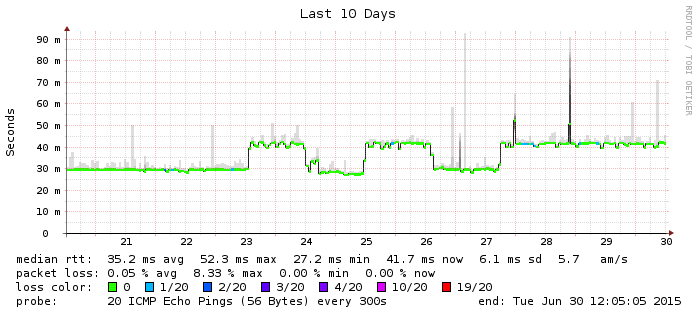 Last 10 Days
RRDTOOL / TOBI OETIKER
Seconds
90 m
80 m
70 m
60 m
50 m
40 m
30 m
20 m
10 m
0
21 22 23 24 25 26 27 28 29 30
median rtt: 35.2 ms avg 52.3 ms max 27.2 ms min 41.7 ms now 6.1 ms sd 5.7 am/s
packet loss: 0.05 % avg 8.33 % max 0.00 % min 0.00 % now
loss color: 0 1/20 2/20 3/20 4/20 10/20 19/20
probe: 20 ICMP Echo Pings (56 Bytes) every 300s end: Tue Jun 30 12:05:05 2015